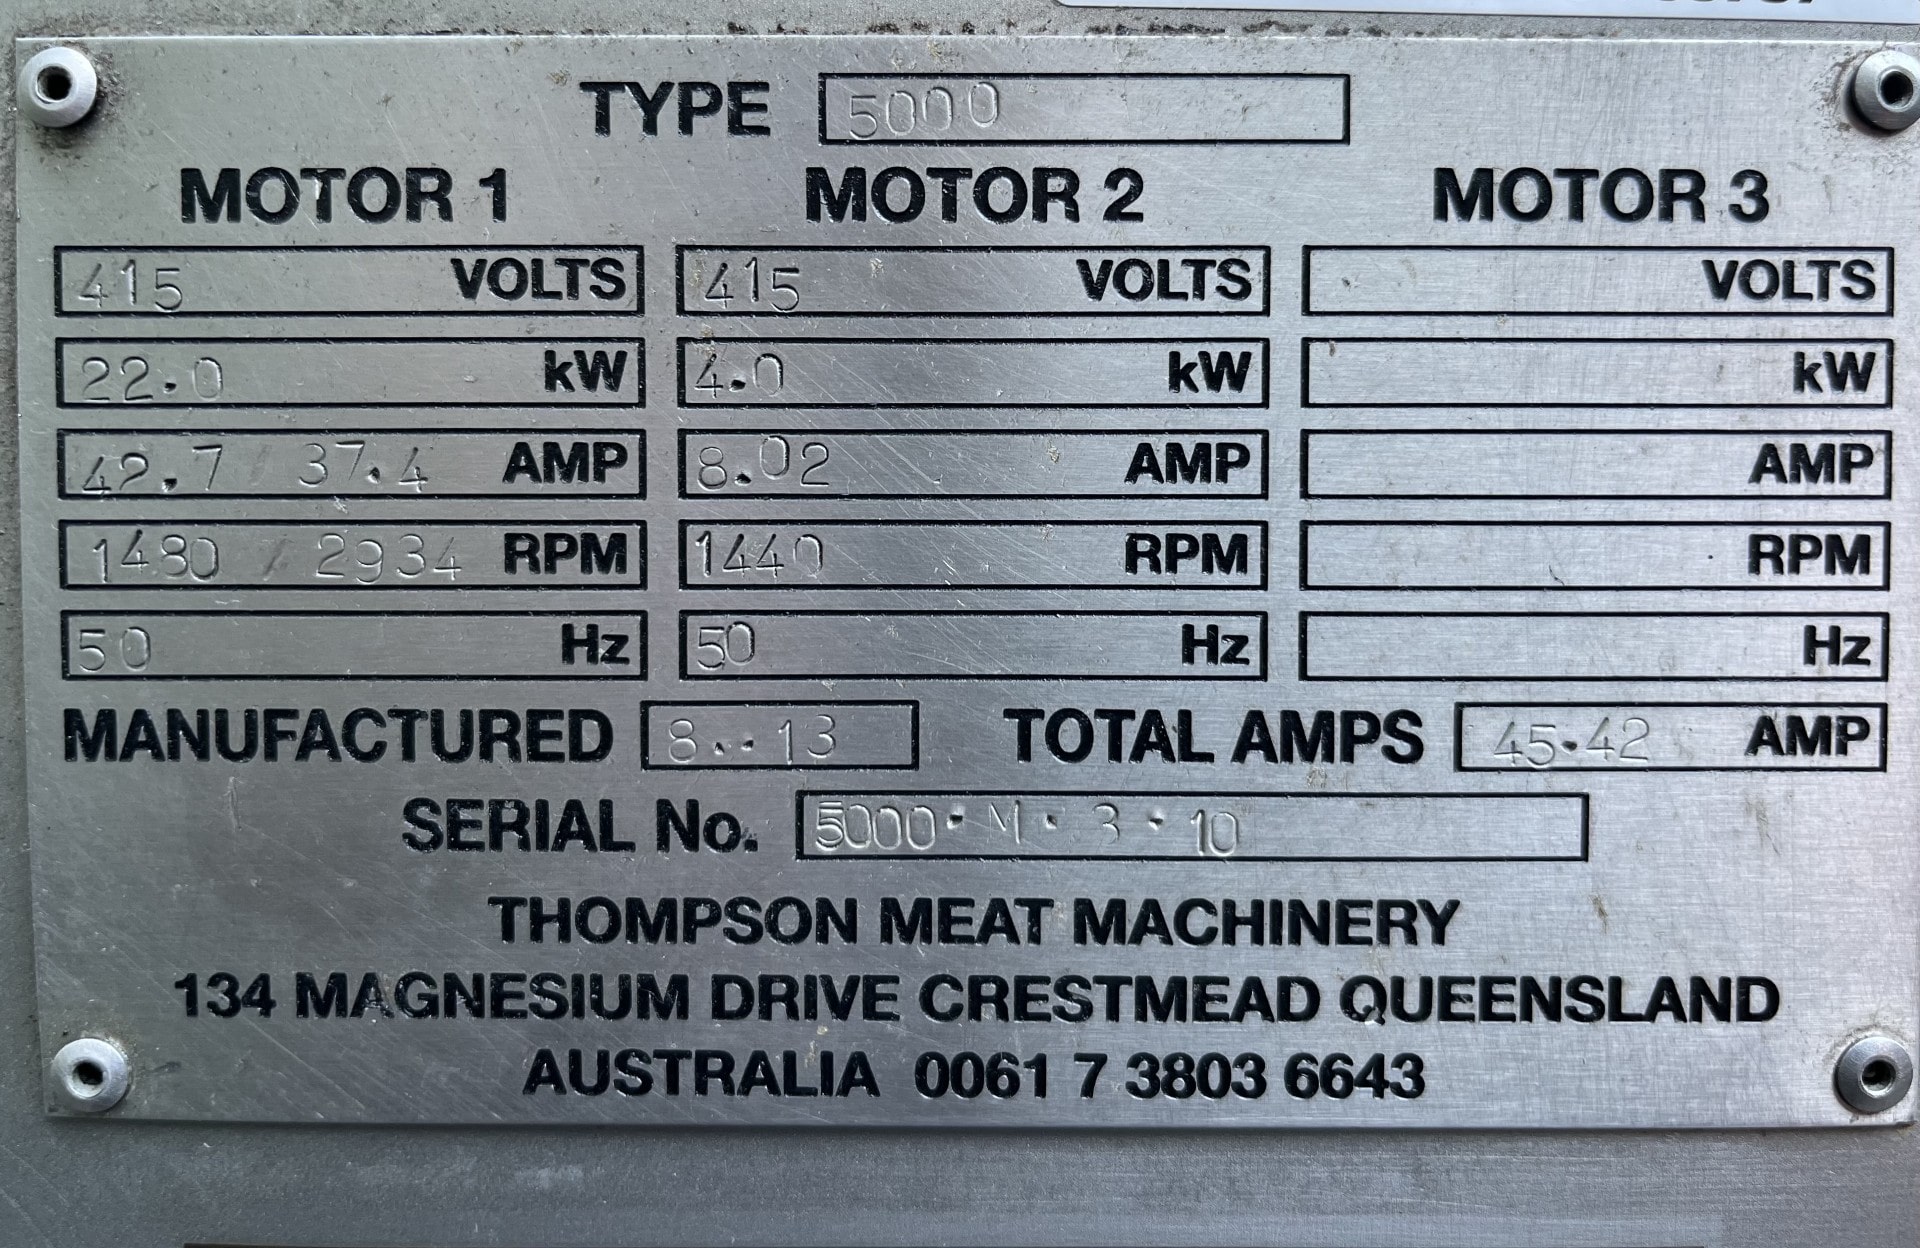 TYPE 5000
MOTOR 1 MOTOR 2 MOTOR 3
415 VOLTS 415 VOLTS VOLTS
22.0 kW 4.0 kW kW
42.7 / 37.4 AMP 8.02 AMP AMP
1480 / 2934 RPM 1440 RPM RPM
50 Hz 50 Hz Hz
MANUFACTURED 8..13 TOTAL AMPS 45.42 AMP
SERIAL No. 5000·M·3·10
THOMPSON MEAT MACHINERY
134 MAGNESIUM DRIVE CRESTMEAD QUEENSLAND
AUSTRALIA 0061 7 3803 6643